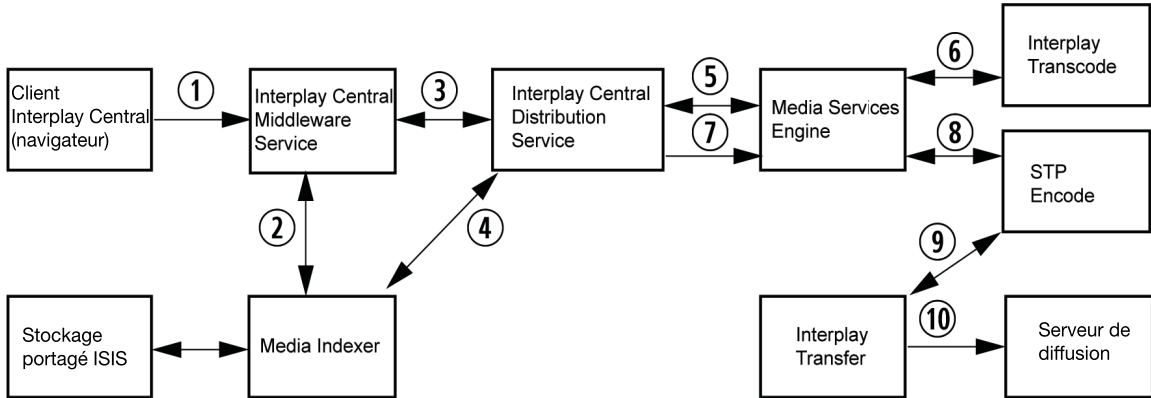 Client
Interplay Central
(navigateur)
1
Interplay Central
Middleware
Service
3
Interplay Central
Distribution
Service
5
7
Media Services
Engine
6
Interplay
Transcode
8
STP
Encode
2
4
9
Stockage
portagé ISIS
Media Indexer
Interplay
Transfer
10
Serveur de
diffusion